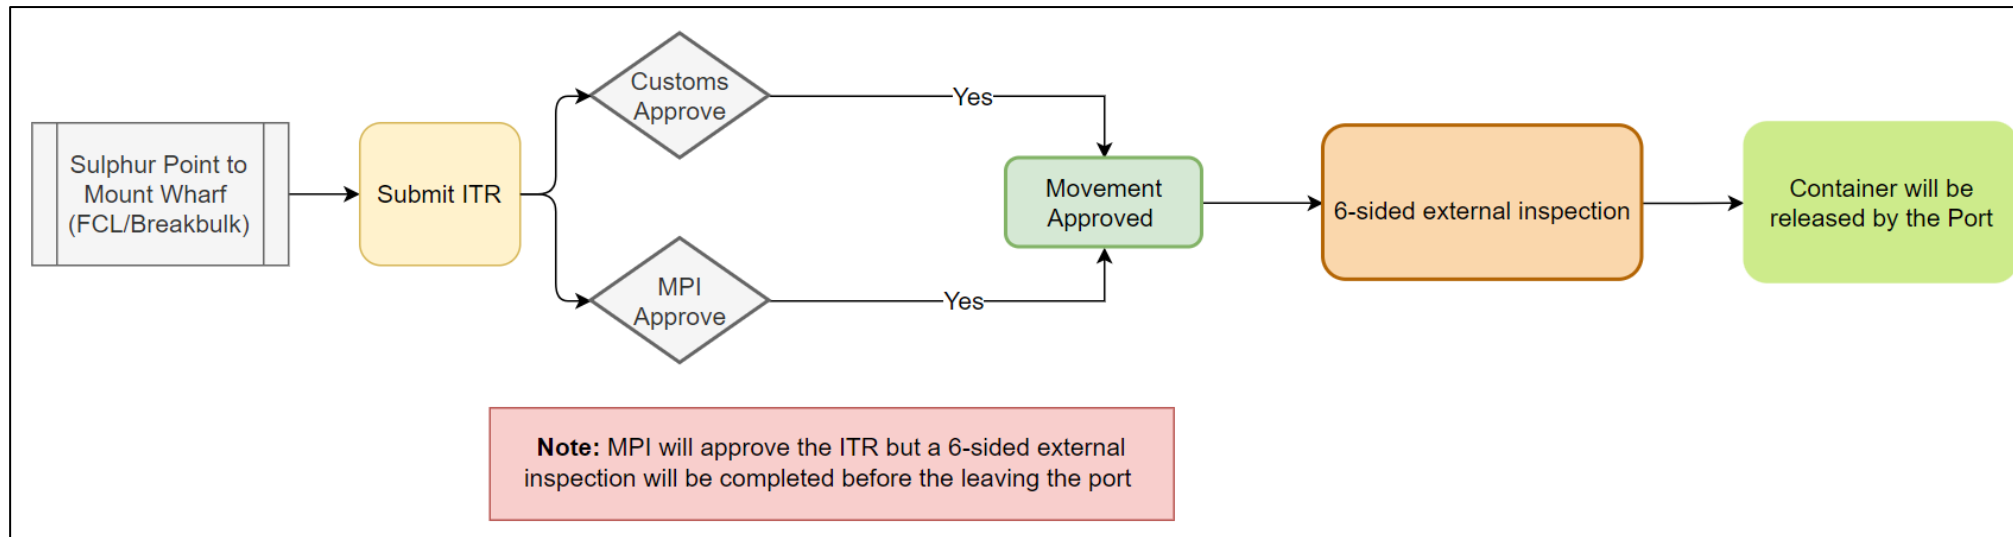 Sulphur Point to
Mount Wharf
(FCL/Breakbulk)
Submit ITR
Customs
Approve
Yes
MPI
Approve
Yes
Movement
Approved
6-sided external inspection
Container will be
released by the Port
Note: MPI will approve the ITR but a 6-sided external
inspection will be completed before the leaving the port